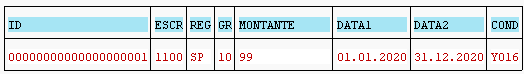 ID ESCR REG GR MONTANTE DATA1 DATA2 COND
00000000000000000001 1100 SP 10 99 01.01.2020 31.12.2020 Y016